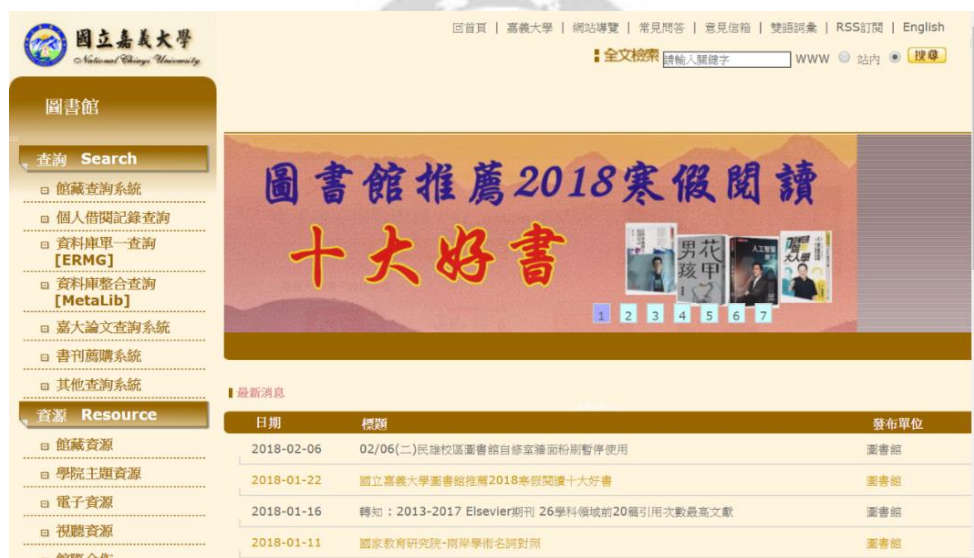 國立嘉義大學
National Chiayi University
回首頁 | 嘉義大學 | 網站導覽 | 常見問答 | 意見信箱 | 雙語詞彙 | RSS訂閱 | English
全文檢索 請輸入關鍵字 WWW 站內 搜尋
圖書館
查詢 Search
館藏查詢系統
個人借閱記錄查詢
資料庫單一查詢
[ERMG]
資料庫整合查詢
[MetaLib]
嘉大論文查詢系統
書刊薦購系統
其他查詢系統
資源 Resource
館藏資源
學院主題資源
電子資源
視聽資源
館際合作
圖書館推薦2018寒假閱讀
十大好書
男孩
花甲
人工智慧
1 2 3 4 5 6 7
最新消息
日期 標題 發布單位
2018-02-06 02/06(二)民雄校區圖書館自修室牆面粉刷暫停使用 圖書館
2018-01-22 國立嘉義大學圖書館推薦2018寒假閱讀十大好書 圖書館
2018-01-16 轉知：2013-2017 Elsevier期刊 26學科領域前20篇引用次數最高文獻 圖書館
2018-01-11 國家教育研究院-兩岸學術名詞對照 圖書館